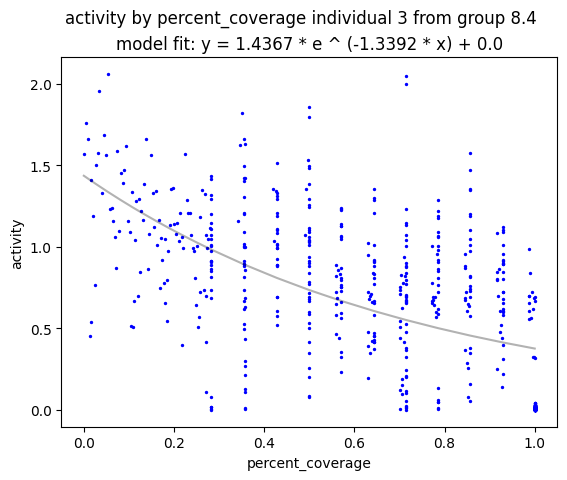 activity by percent_coverage individual 3 from group 8.4
model fit: y = 1.4367 * e ^ (-1.3392 * x) + 0.0
2.0
1.5
1.0
0.5
0.0
activity
0.0 0.2 0.4 0.6 0.8 1.0
percent_coverage